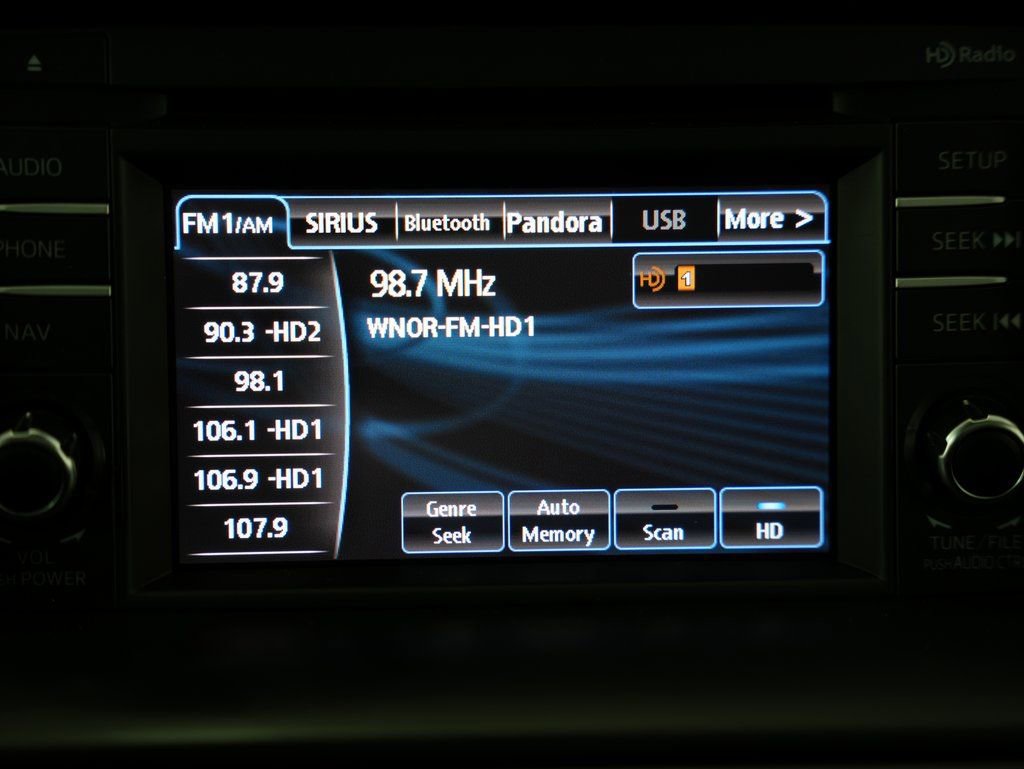 HD Radio
AUDIO
PHONE
NAV
VOL
PUSH POWER
FM1/AM SIRIUS Bluetooth Pandora USB More >
87.9
90.3 -HD2
98.1
106.1 -HD1
106.9 -HD1
107.9
98.7 MHz
HD 1
WNOR-FM-HD1
Genre Seek
Auto Memory
Scan
HD
SETUP
SEEK
SEEK
TUNE/FILE
PUSH AUDIO CTRL